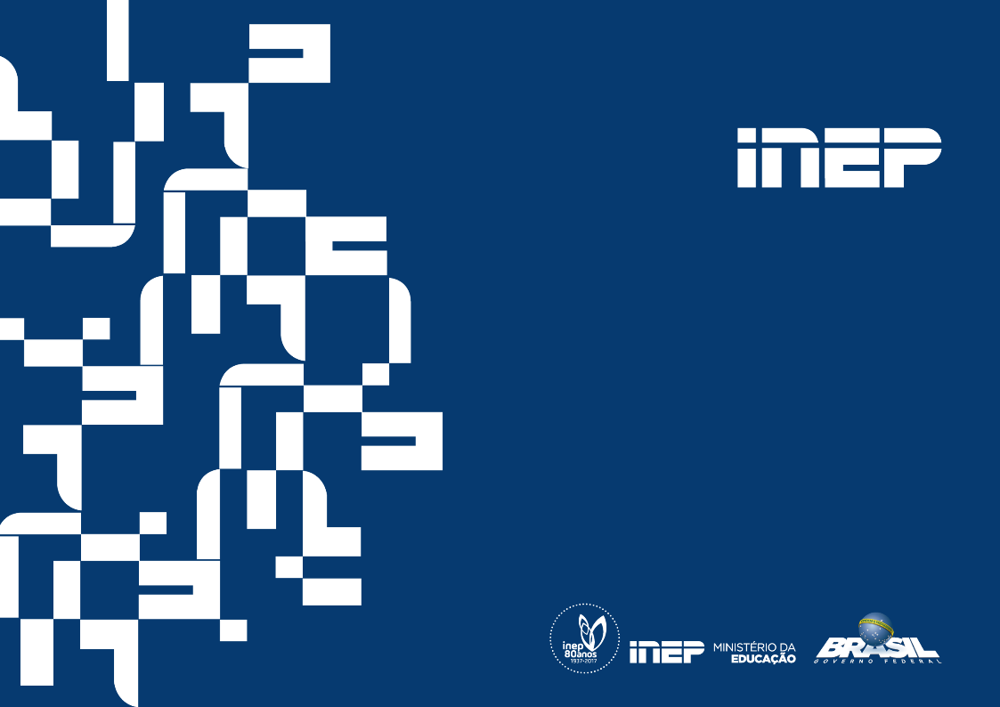 inep
inep
80anos
1937-2017
inep
MINISTÉRIO DA
EDUCAÇÃO
BRASIL
GOVERNO FEDERAL